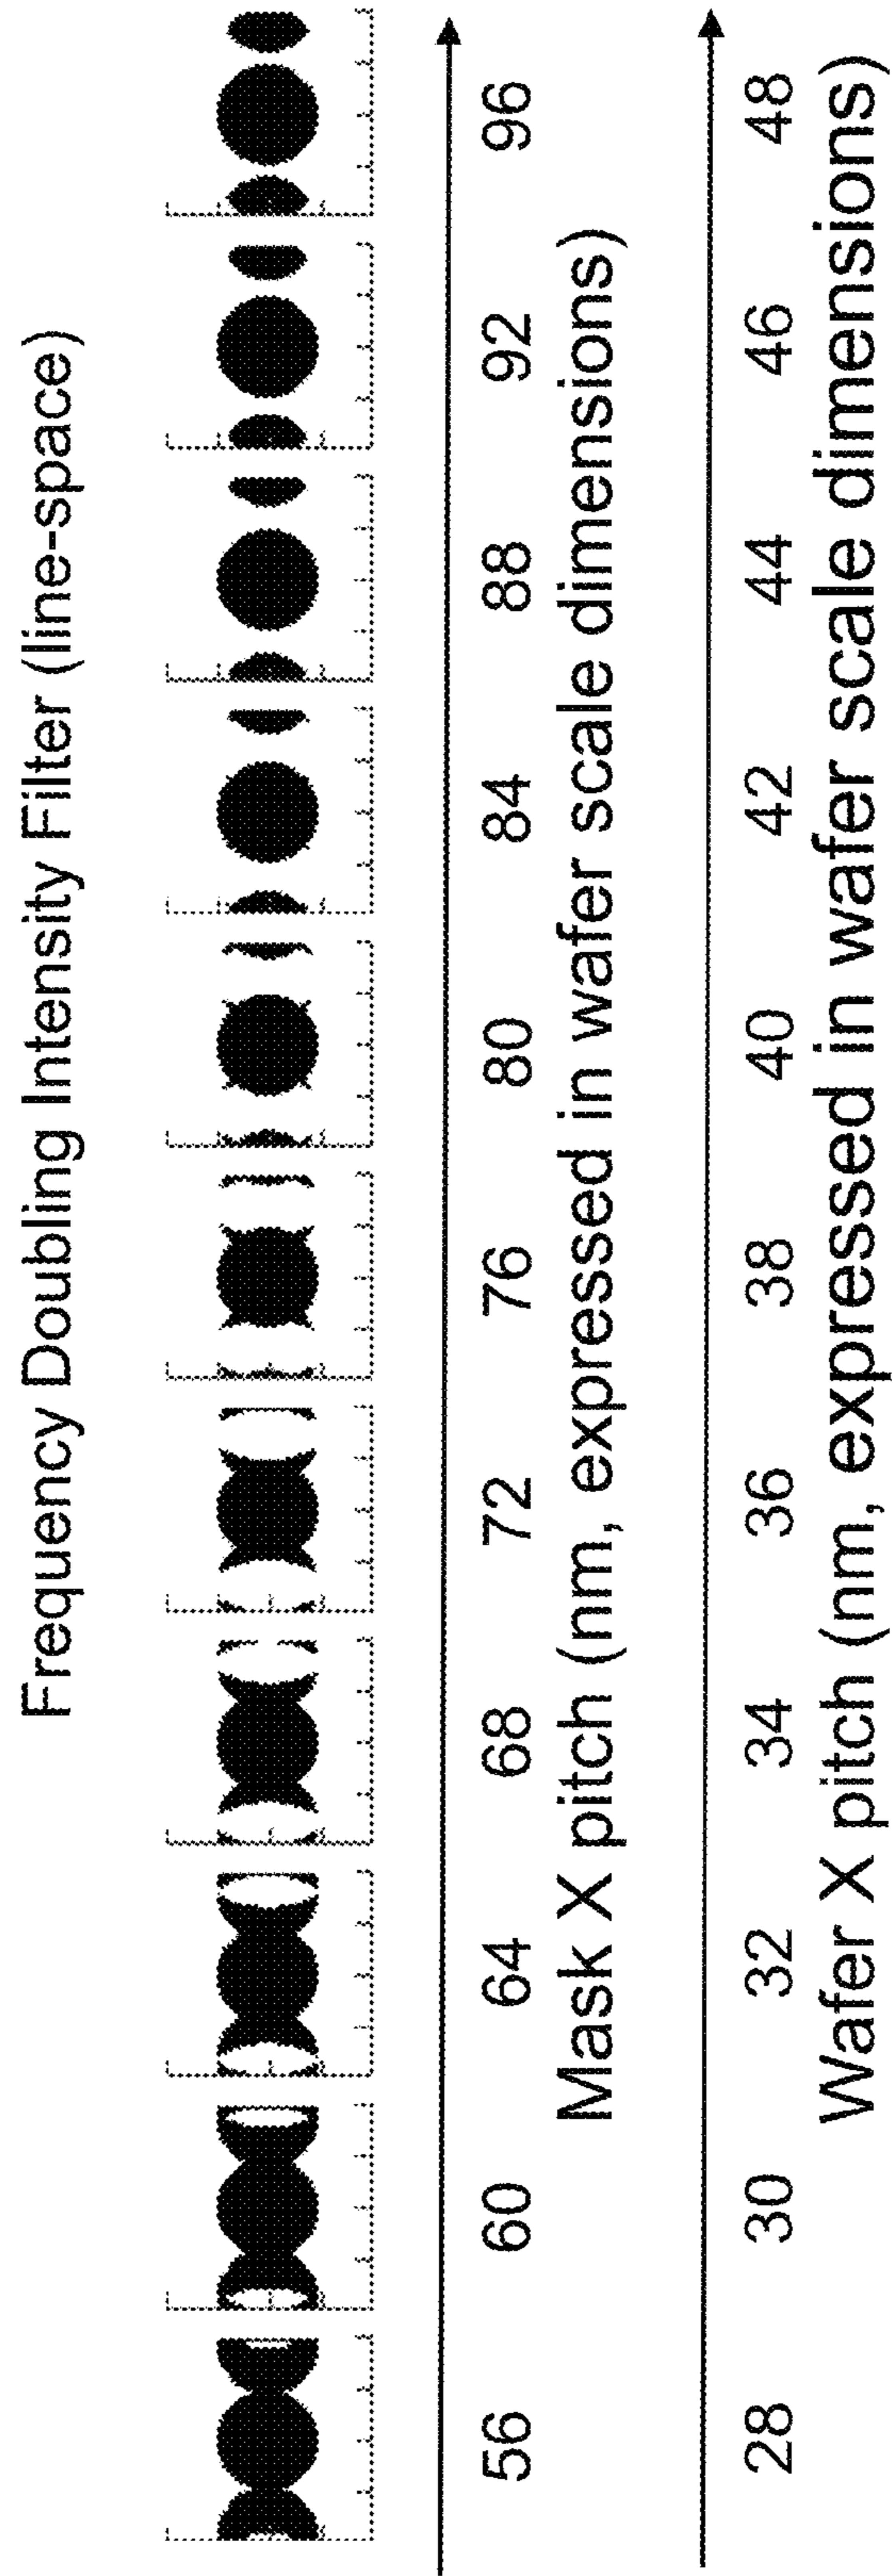 Frequency Doubling Intensity Filter (line-space)
56 60 64 68 72 76 80 84 88 92 96
Mask X pitch (nm, expressed in wafer scale dimensions)
28 30 32 34 36 38 40 42 44 46 48
Wafer X pitch (nm, expressed in wafer scale dimensions)